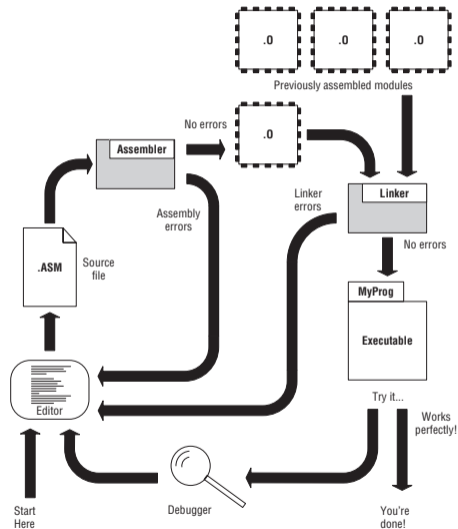 .O
.O
.O
Previously assembled modules
No errors
.O
Assembler
Linker
Linker
errors
Assembly
errors
No errors
.ASM
Source
file
MyProg
Executable
Editor
Try it...
Works
perfectly!
Start
Here
Debugger
You're
done!